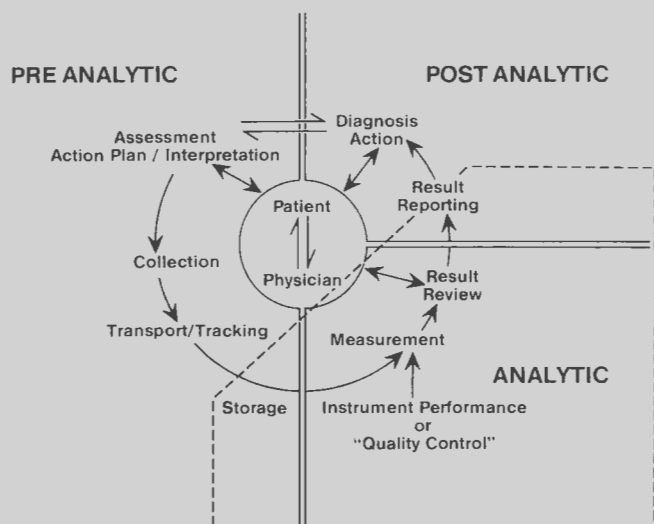 PRE ANALYTIC
POST ANALYTIC
Assessment
Action Plan / Interpretation
Diagnosis
Action
Patient
Physician
Result
Reporting
Collection
Result
Review
Transport/Tracking
Measurement
ANALYTIC
Storage
Instrument Performance
or
“Quality Control”